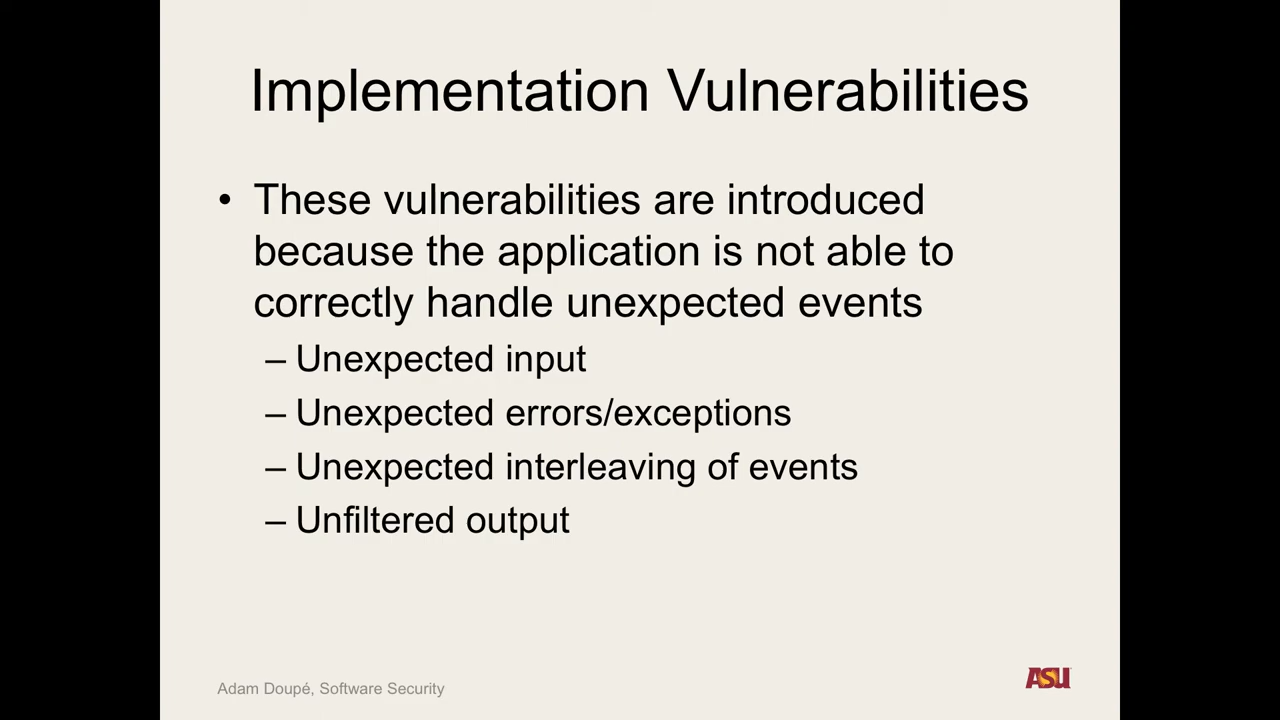 Implementation Vulnerabilities
• These vulnerabilities are introduced
because the application is not able to
correctly handle unexpected events
– Unexpected input
– Unexpected errors/exceptions
– Unexpected interleaving of events
– Unfiltered output
Adam Doupé, Software Security
ASU